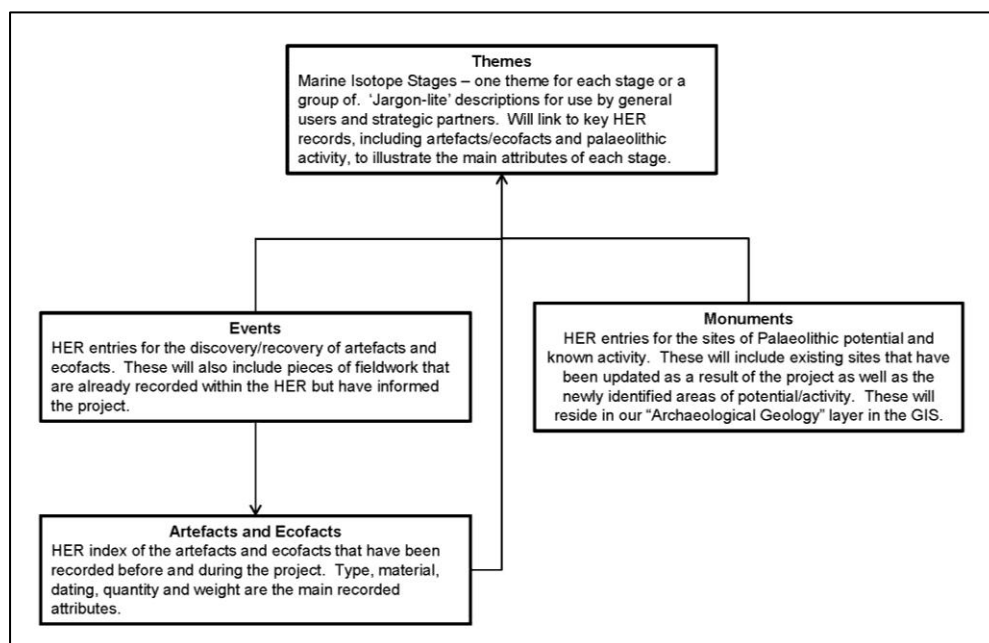 Themes
Marine Isotope Stages – one theme for each stage or a
group of.  ‘Jargon-lite’ descriptions for use by general
users and strategic partners.  Will link to key HER
records, including artefacts/ecofacts and palaeolithic
activity, to illustrate the main attributes of each stage.
Events
HER entries for the discovery/recovery of artefacts and
ecofacts.  These will also include pieces of fieldwork that
are already recorded within the HER but have informed
the project.
Monuments
HER entries for the sites of Palaeolithic potential and
known activity.  These will include existing sites that have
been updated as a result of the project as well as the
newly identified areas of potential/activity.  These will
reside in our “Archaeological Geology” layer in the GIS.
Artefacts and Ecofacts
HER index of the artefacts and ecofacts that have been
recorded before and during the project.  Type, material,
dating, quantity and weight are the main recorded
attributes.